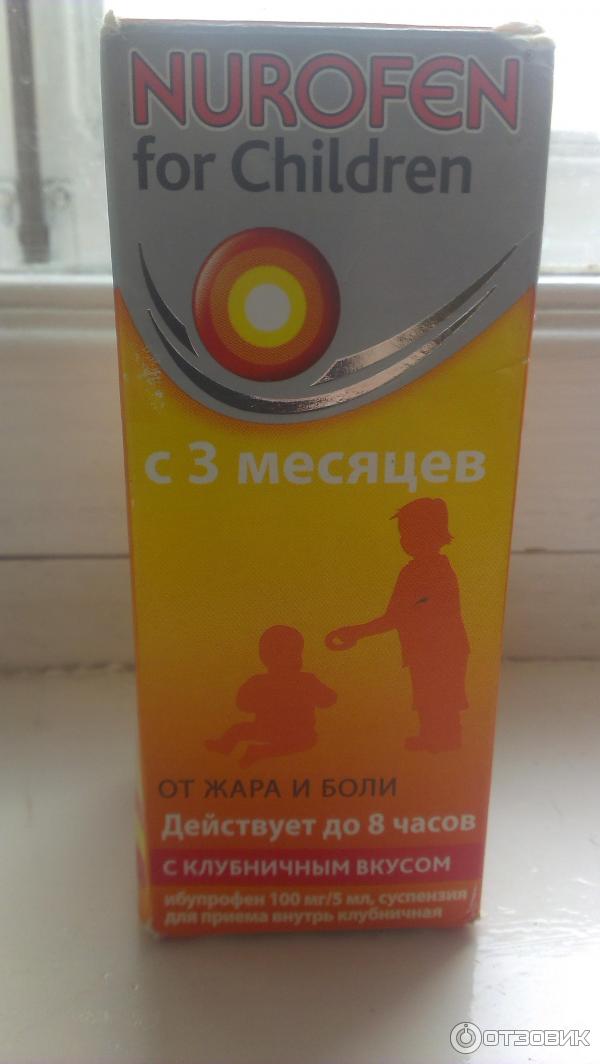 NUROFEN
for Children
с 3 месяцев
ОТ ЖАРА И БОЛИ
Действует до 8 часов
С КЛУБНИЧНЫМ ВКУСОМ
ибупрофен 100 мг/5 мл, суспензия
для приема внутрь клубничная
ОТЗОВИК